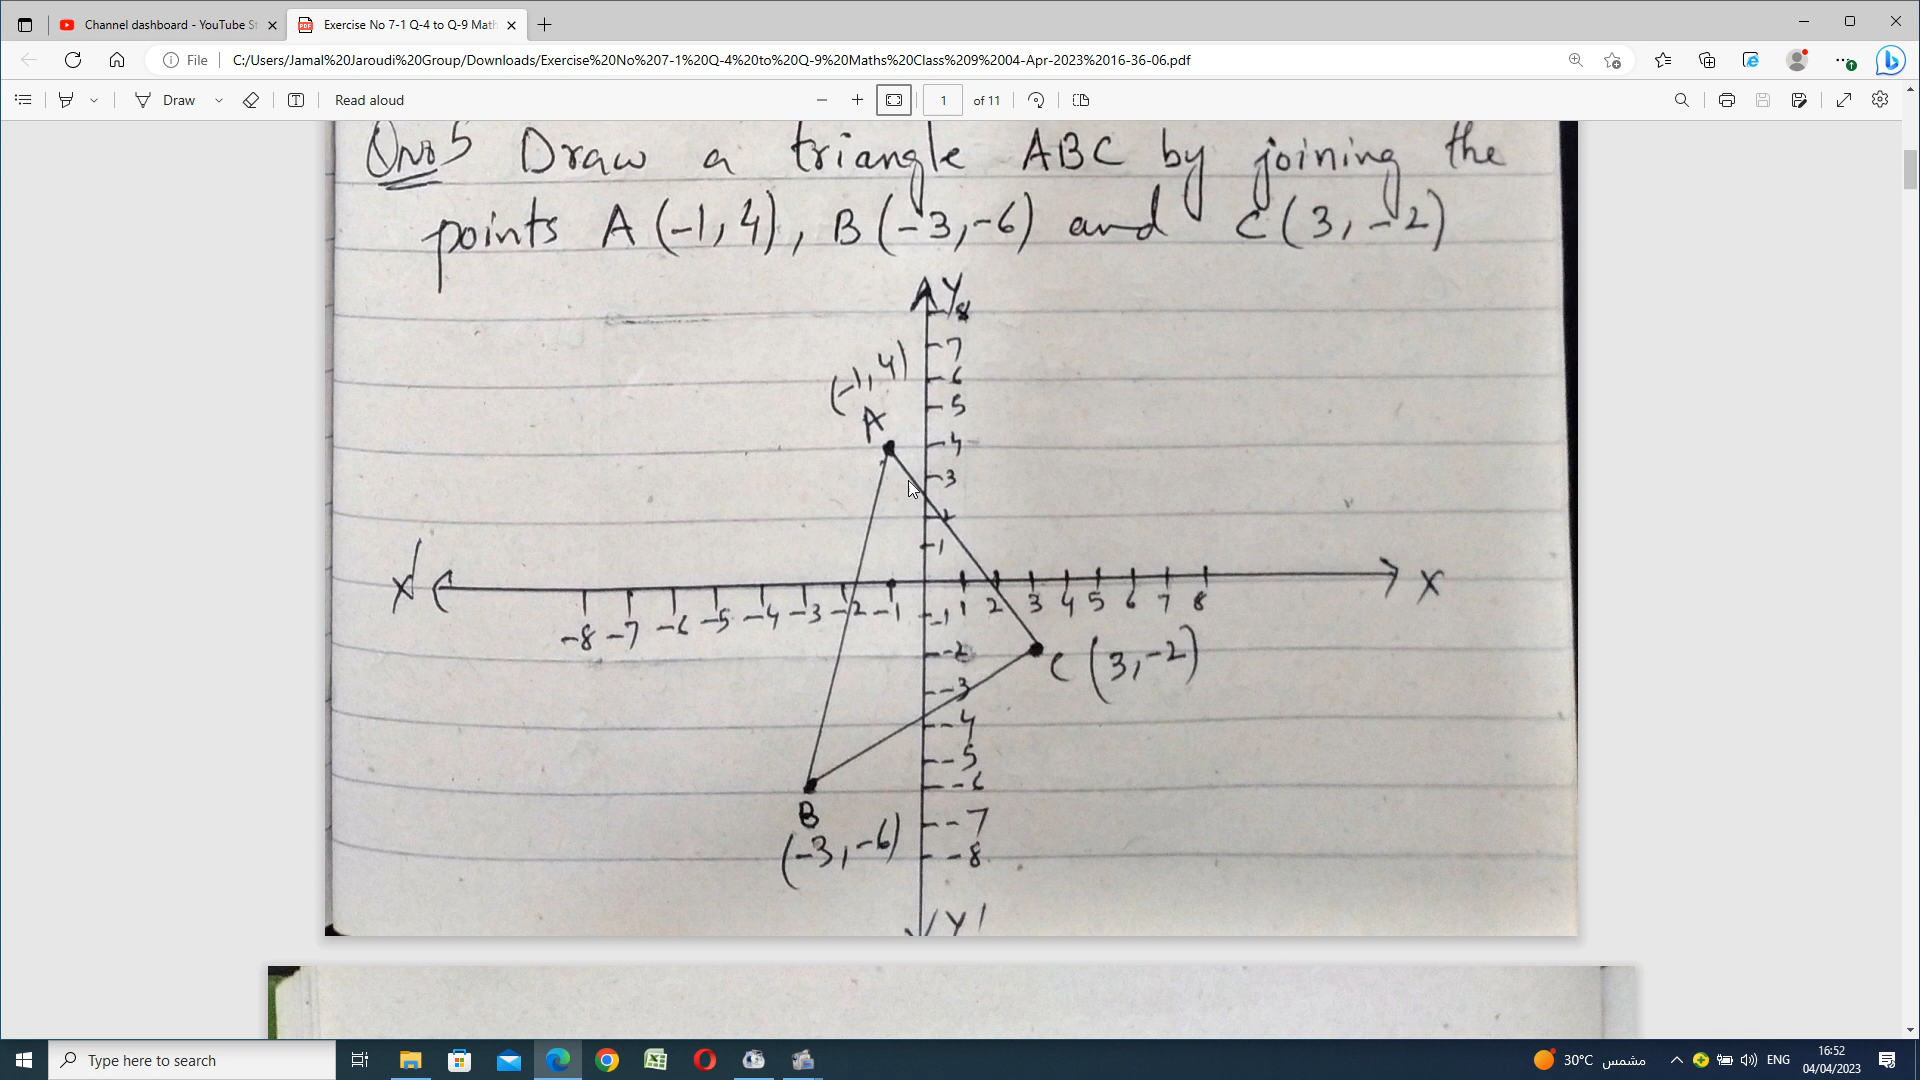 Channel dashboard - YouTube St
Exercise No 7-1 Q-4 to Q-9 Math
File
C:/Users/Jamal%20Jaroudi%20Group/Downloads/Exercise%20No%207-1%20Q-4%20to%20Q-9%20Maths%20Class%209%2004-Apr-2023%2016-36-06.pdf
Draw
Read aloud
1 of 11
QNo5 Draw a triangle ABC by joining the
points A (-1, 4), B (-3, -6) and C (3, -2)
Y
8
7
6
5
4
3
1
(-1, 4)
A
X' X
-8 -7 -6 -5 -4 -3 -2 -1 1 2 3 4 5 6 7 8
-1
-2
-3
-4
-5
-6
-7
-8
C (3, -2)
B
(-3, -6)
Y'
Type here to search
30°C مشمس
ENG
16:52
04/04/2023